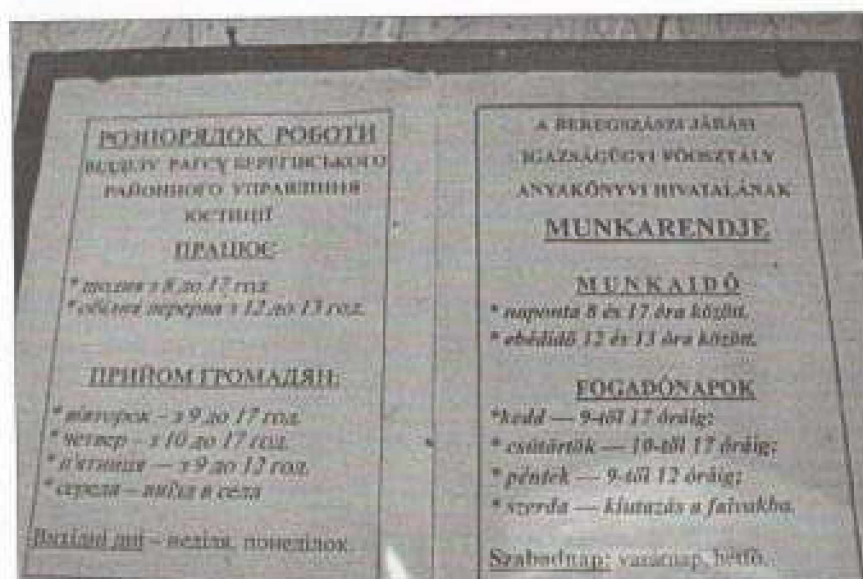 РОЗПОРЯДОК РОБОТИ
ВІДДІЛУ РАГСУ БЕРЕГІВСЬКОГО
РАЙОННОГО УПРАВЛІННЯ
ЮСТИЦІЇ
ПРАЦЮЄ:
* щодня з 8 до 17 год.
* обідня перерва з 12 до 13 год.
ПРИЙОМ ГРОМАДЯН:
* вівторок – з 9 до 17 год.
* четвер – з 10 до 17 год.
* п'ятниця — з 9 до 12 год.
* середа – виїзд в села
Вихідні дні – неділя, понеділок.
A BEREGSZÁSZI JÁRÁSI
IGAZSÁGÜGYI FŐOSZTÁLY
ANYAKÖNYVI HIVATALÁNAK
MUNKARENDJE
MUNKAIDŐ
* naponta 8 és 17 óra között.
* ebédidő 12 és 13 óra között.
FOGADÓNAPOK
*kedd — 9-től 17 óráig;
* csütörtök — 10-től 17 óráig;
* péntek — 9-től 12 óráig;
* szerda — kiutazás a falvakba.
Szabadnap: vasárnap, hétfő.